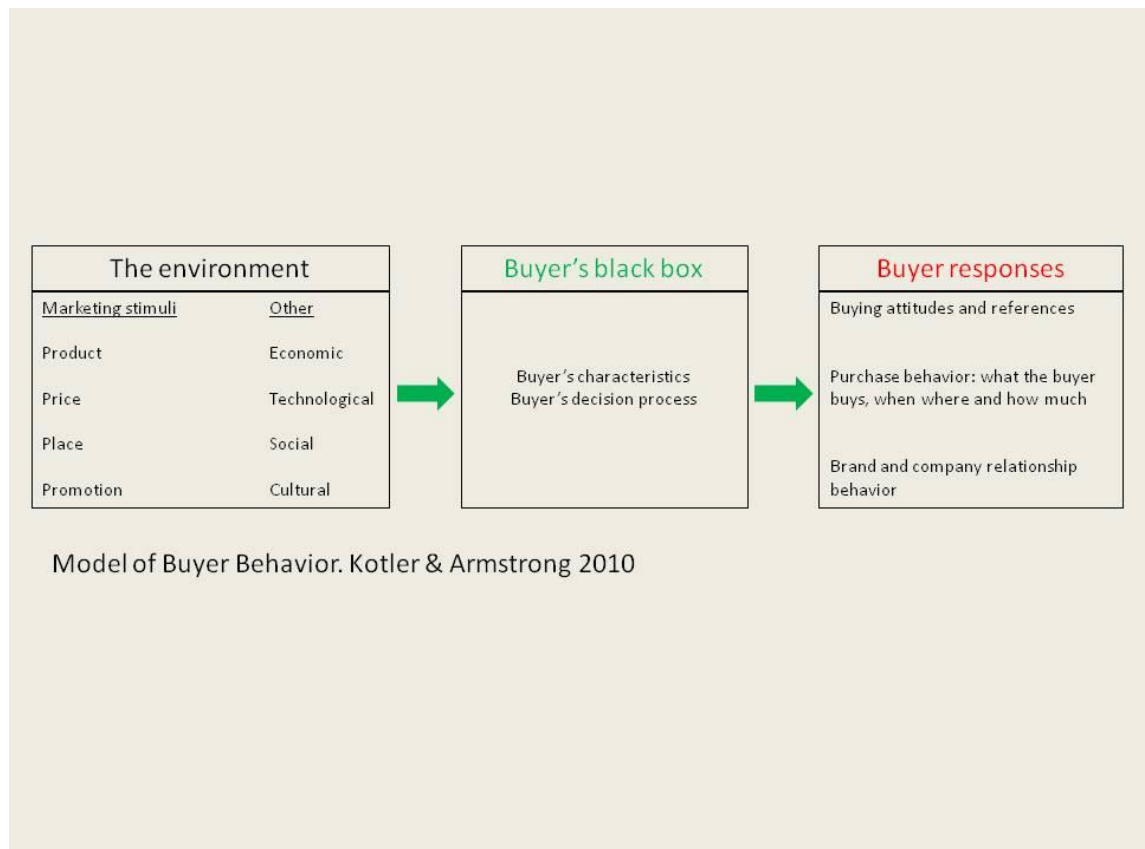 The environment
Marketing stimuli Other
Product Economic
Price Technological
Place Social
Promotion Cultural
Buyer’s black box
Buyer’s characteristics
Buyer’s decision process
Buyer responses
Buying attitudes and references
Purchase behavior: what the buyer
buys, when where and how much
Brand and company relationship
behavior
Model of Buyer Behavior. Kotler & Armstrong 2010